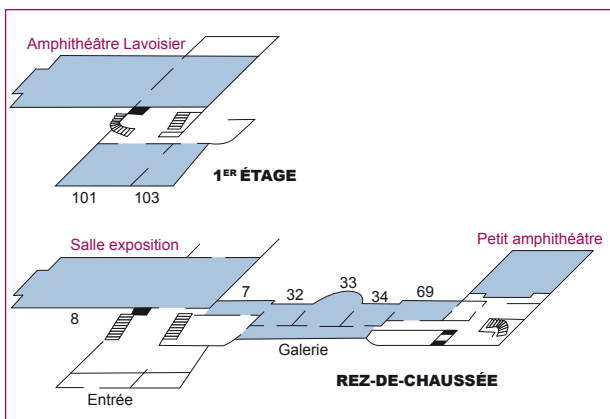 Amphithéâtre Lavoisier
1ER ÉTAGE
101 103
Salle exposition
Petit amphithéâtre
7 32 33 34 69
8
Galerie
REZ-DE-CHAUSSÉE
Entrée